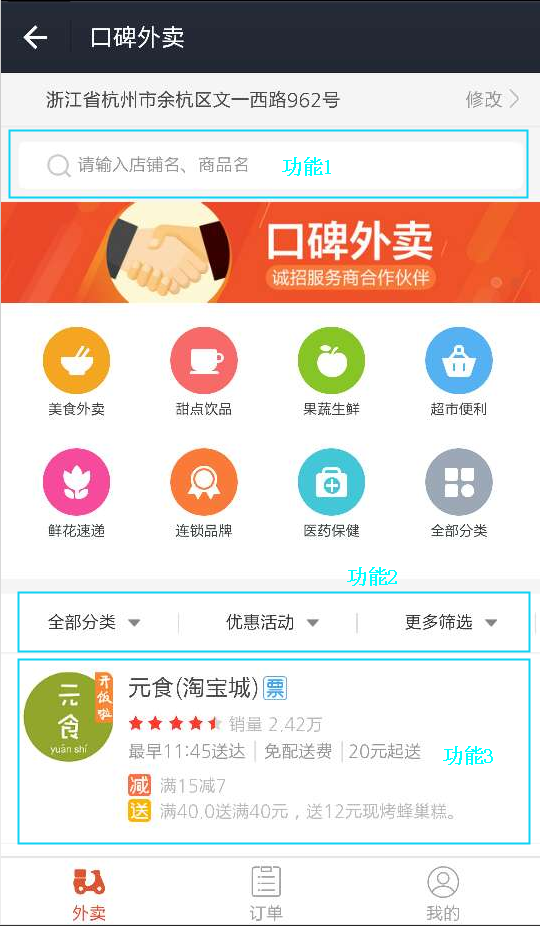 口碑外卖
浙江省杭州市余杭区文一西路962号 修改
请输入店铺名、商品名 功能1
口碑外卖
诚招服务商合作伙伴
美食外卖 甜点饮品 果蔬生鲜 超市便利
鲜花速递 连锁品牌 医药保健 全部分类
功能2
全部分类 优惠活动 更多筛选
元食 yuán shí 开饭啦
元食(淘宝城) 票
销量 2.42万
最早11:45送达 免配送费 20元起送
功能3
减 满15减7
送 满40.0送满40元，送12元现烤蜂巢糕。
外卖 订单 我的